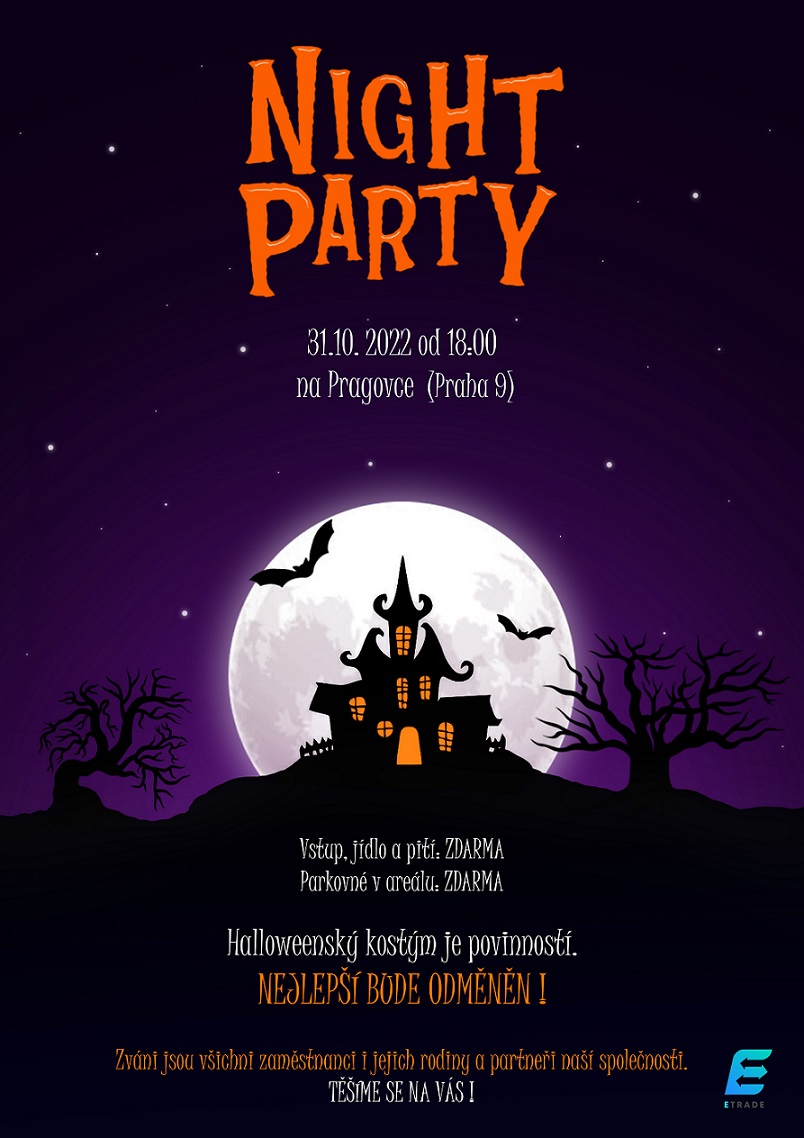 NIGHT
PARTY
31.10. 2022 od 18:00
na Pragovce (Praha 9)
Vstup, jídlo a pití: ZDARMA
Parkovné v areálu: ZDARMA
Halloweenský kostým je povinností.
NEJLEPŠÍ BUDE ODMĚNĚN !
Zváni jsou všichni zaměstnanci i jejich rodiny a partneři naší společnosti.
TĚŠÍME SE NA VÁS !
ETRADE